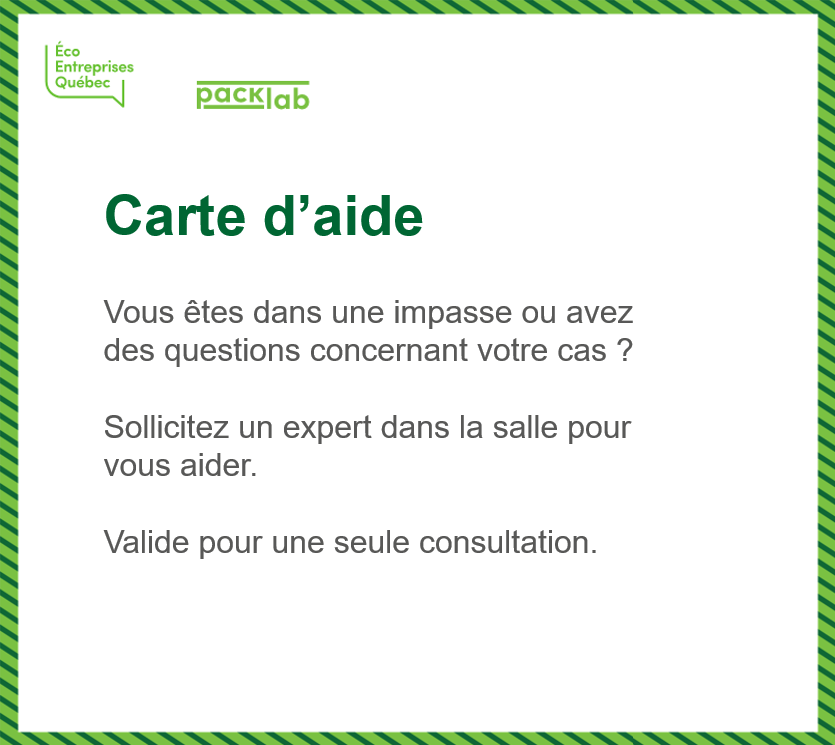 Éco
Entreprises
Québec
packlab
Carte d’aide
Vous êtes dans une impasse ou avez
des questions concernant votre cas ?
Sollicitez un expert dans la salle pour
vous aider.
Valide pour une seule consultation.